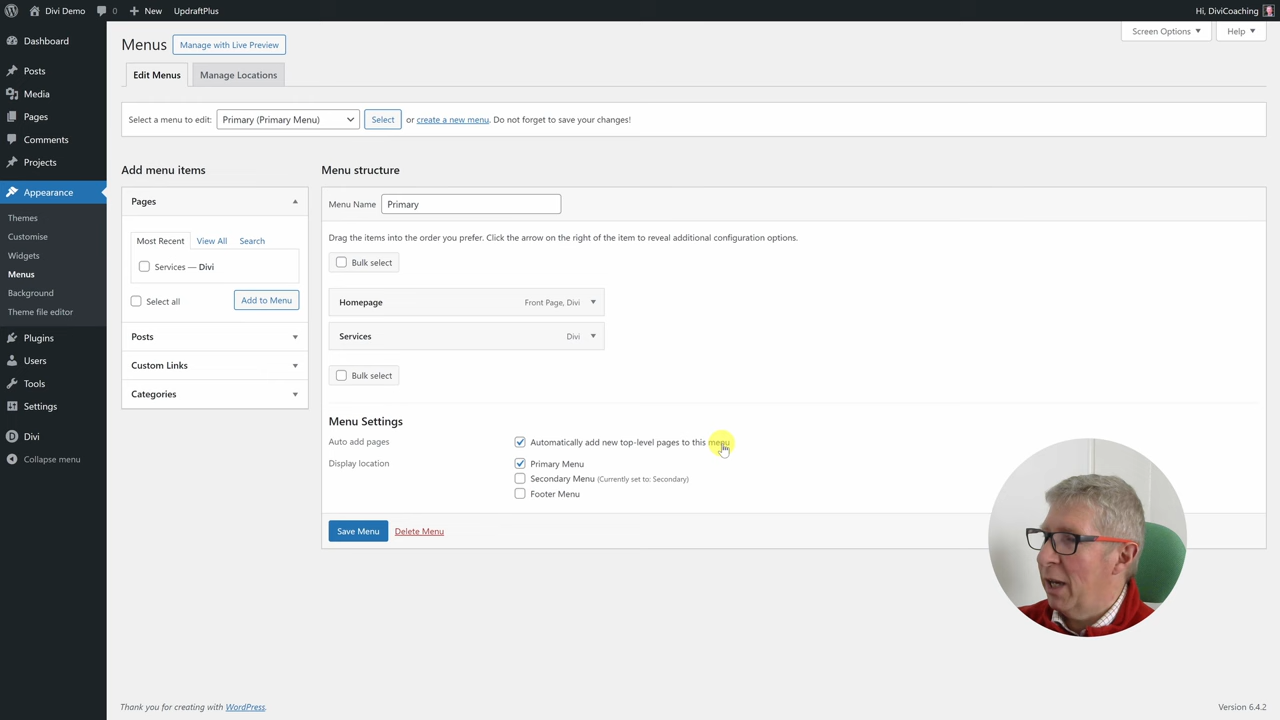 Divi Demo 0 New UpdraftPlus Hi, DiviCoaching
Screen Options Help
Dashboard
Posts
Media
Pages
Comments
Projects
Appearance
Themes
Customise
Widgets
Menus
Background
Theme file editor
Plugins
Users
Tools
Settings
Divi
Collapse menu
Menus Manage with Live Preview
Edit Menus Manage Locations
Select a menu to edit: Primary (Primary Menu) Select or create a new menu. Do not forget to save your changes!
Add menu items
Pages
Most Recent View All Search
Services — Divi
Select all Add to Menu
Posts
Custom Links
Categories
Menu structure
Menu Name Primary
Drag the items into the order you prefer. Click the arrow on the right of the item to reveal additional configuration options.
Bulk select
Homepage Front Page, Divi
Services Divi
Bulk select
Menu Settings
Auto add pages Automatically add new top-level pages to this menu
Display location Primary Menu
Secondary Menu (Currently set to: Secondary)
Footer Menu
Save Menu Delete Menu
Thank you for creating with WordPress. Version 6.4.2